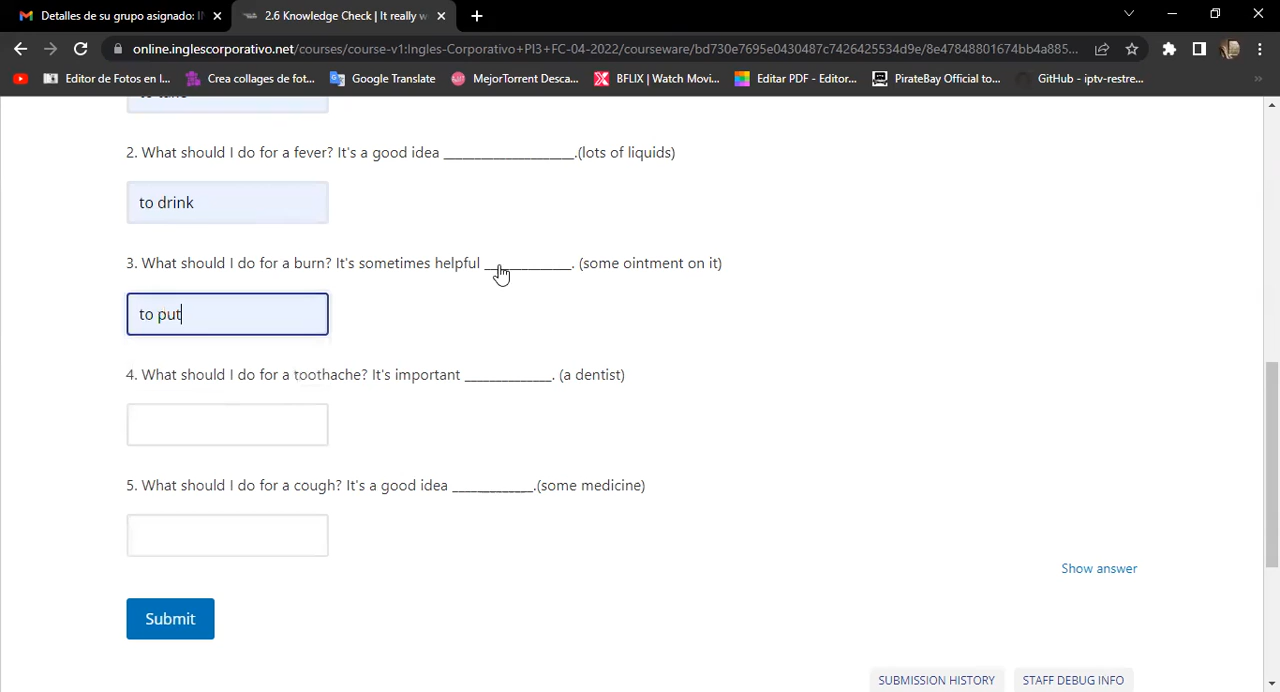 Detalles de su grupo asignado: I
2.6 Knowledge Check | It really w
online.inglescorporativo.net/courses/course-v1:Ingles-Corporativo+PI3+FC-04-2022/courseware/bd730e7695e0430487c7426425534d9e/8e47848801674bb4a885...
Editor de Fotos en l...
Crea collages de fot...
Google Translate
MejorTorrent Desca...
BFLIX | Watch Movi...
Editar PDF - Editor...
PirateBay Official to...
GitHub - iptv-restre...
2. What should I do for a fever? It's a good idea ____________________.(lots of liquids)
to drink
3. What should I do for a burn? It's sometimes helpful _____________. (some ointment on it)
to put
4. What should I do for a toothache? It's important _____________. (a dentist)
5. What should I do for a cough? It's a good idea ____________.(some medicine)
Show answer
Submit
SUBMISSION HISTORY
STAFF DEBUG INFO